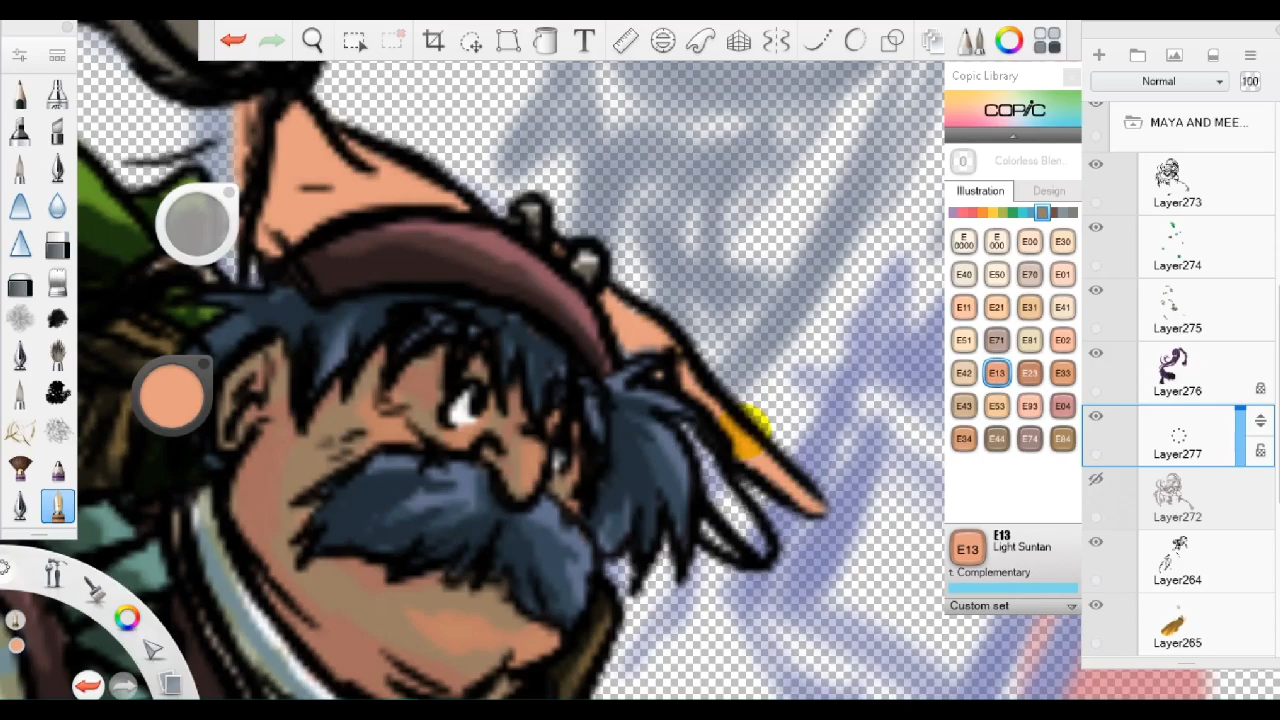 Copic Library
COPIC
0 Colorless Blen...
Illustration Design
E0000 E000 E00 E30
E40 E50 E70 E01
E11 E21 E31 E41
E51 E71 E81 E02
E42 E13 E23 E33
E43 E53 E93 E04
E34 E44 E74 E84
E13
E13
Light Suntan
t. Complementary
Custom set
Normal 100
MAYA AND MEE...
Layer273
Layer274
Layer275
Layer276
Layer277
Layer272
Layer264
Layer265